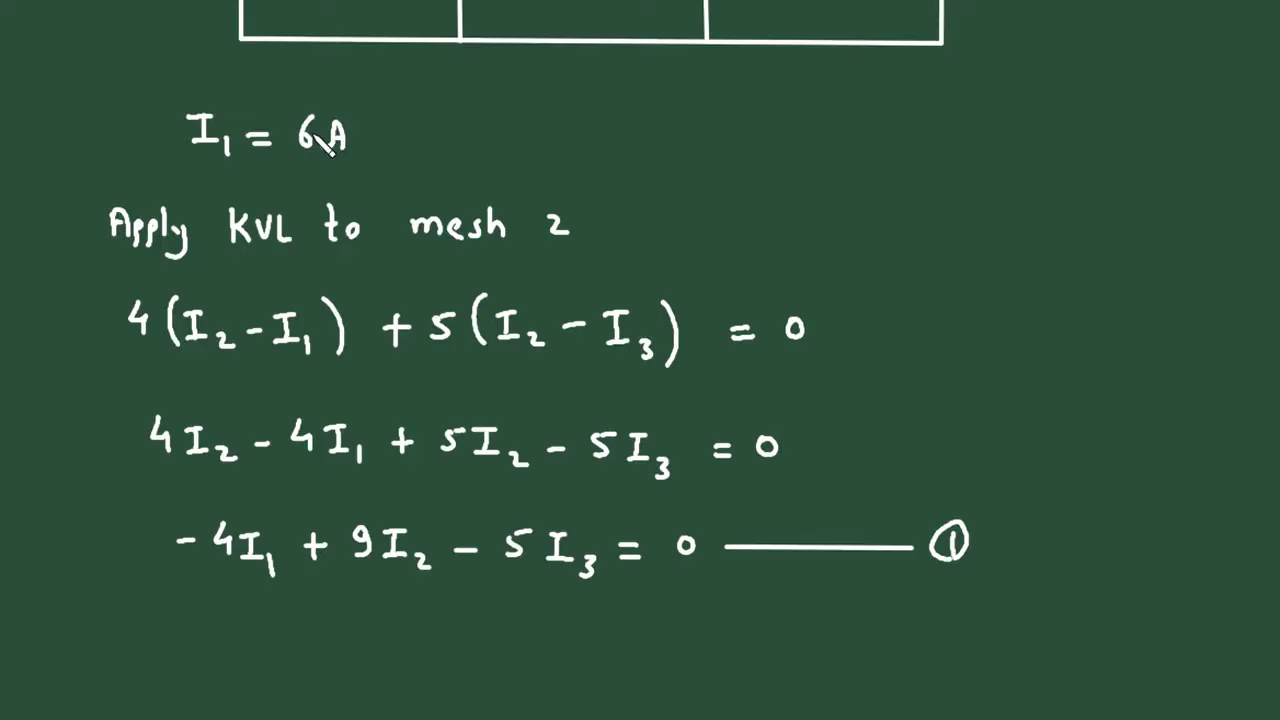 I₁ = 6A
Apply KVL to mesh 2
4(I₂ - I₁) + 5(I₂ - I₃) = 0
4I₂ - 4I₁ + 5I₂ - 5I₃ = 0
-4I₁ + 9I₂ - 5I₃ = 0 ——— ①